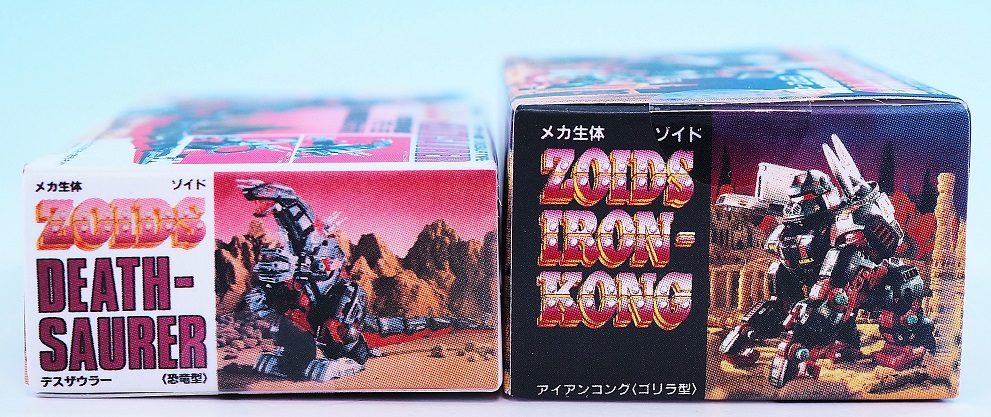 メカ生体 ゾイド
ZOIDS
DEATH-
SAURER
デスザウラー 〈恐竜型〉
メカ生体 ゾイド
ZOIDS
IRON-
KONG
アイアンコング〈ゴリラ型〉